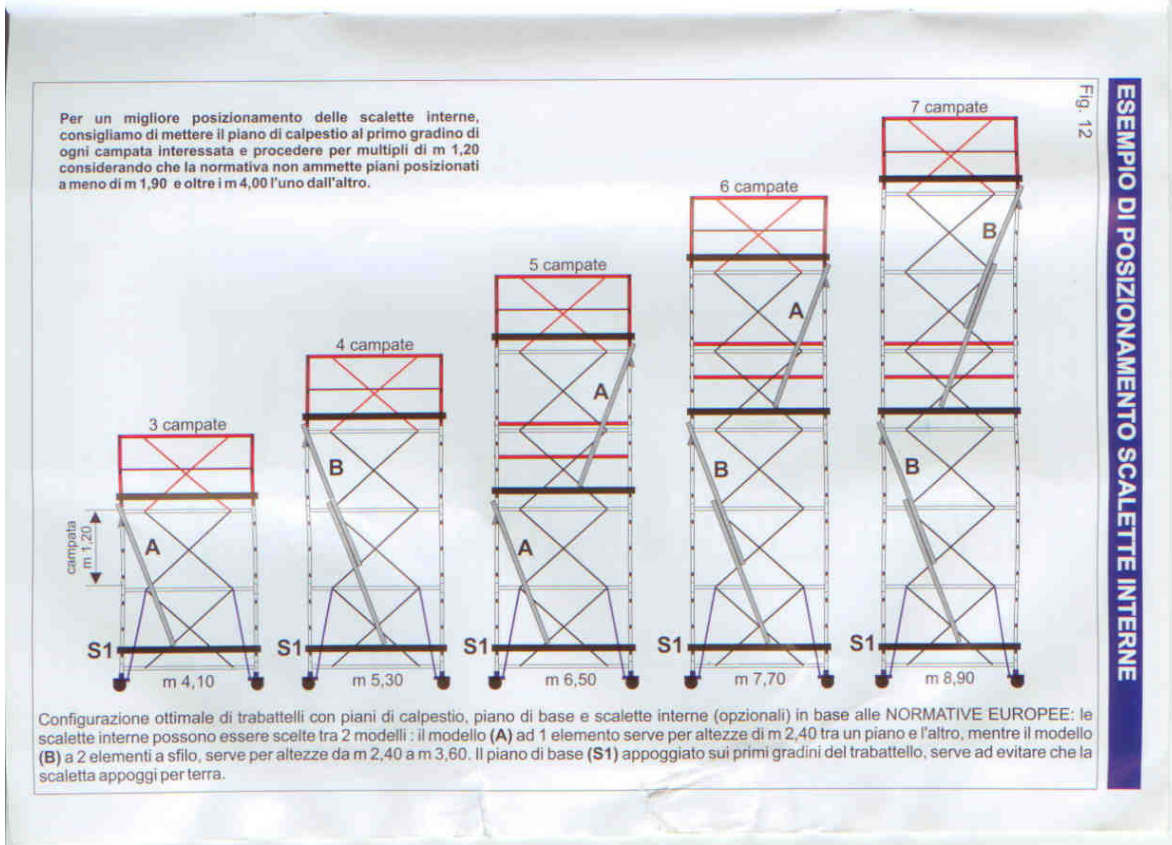 ESEMPIO DI POSIZIONAMENTO SCALETTE INTERNE
Fig. 12
Per un migliore posizionamento delle scalette interne,
consigliamo di mettere il piano di calpestio al primo gradino di
ogni campata interessata e procedere per multipli di m 1,20
considerando che la normativa non ammette piani posizionati
a meno di m 1,90 e oltre i m 4,00 l'uno dall'altro.
7 campate
6 campate
5 campate
4 campate
3 campate
B
A
A
B
B
B
A
A
campata
m 1,20
S1
S1
S1
S1
S1
m 4,10
m 5,30
m 6,50
m 7,70
m 8,90
Configurazione ottimale di trabattelli con piani di calpestio, piano di base e scalette interne (opzionali) in base alle NORMATIVE EUROPEE: le
scalette interne possono essere scelte tra 2 modelli : il modello (A) ad 1 elemento serve per altezze di m 2,40 tra un piano e l'altro, mentre il modello
(B) a 2 elementi a sfilo, serve per altezze da m 2,40 a m 3,60. Il piano di base (S1) appoggiato sui primi gradini del trabattello, serve ad evitare che la
scaletta appoggi per terra.